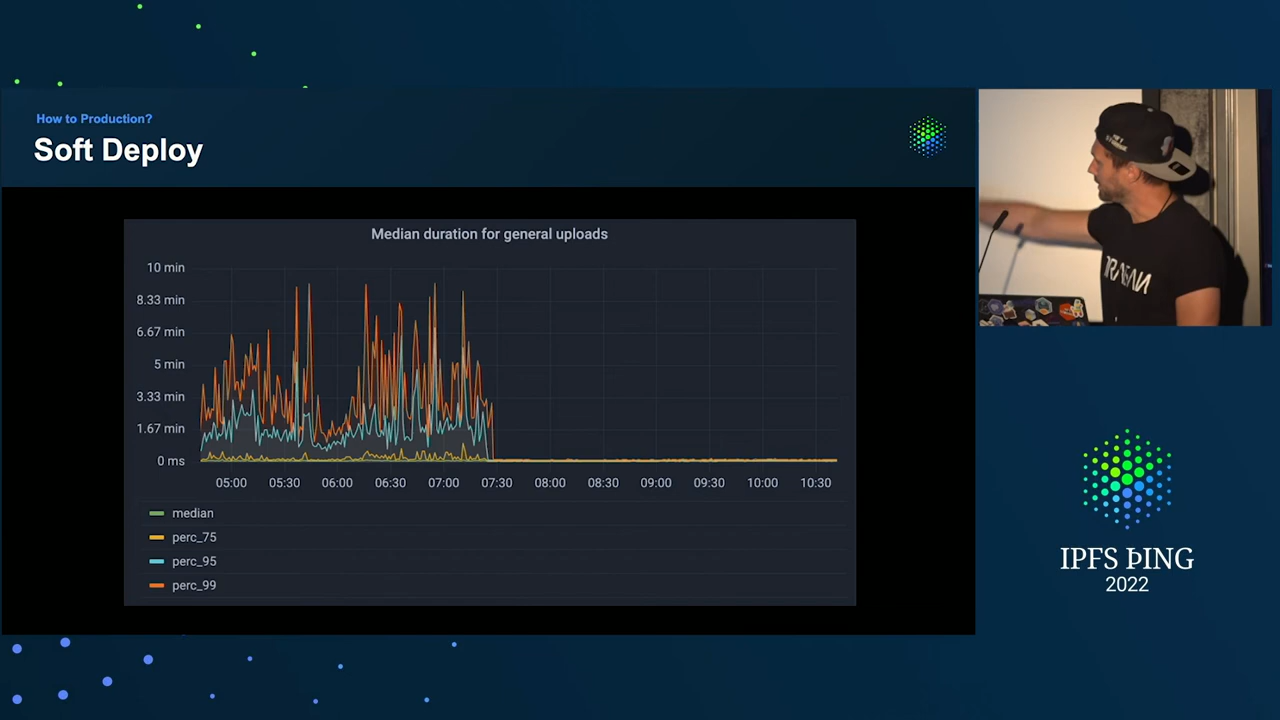 How to Production?
Soft Deploy
Median duration for general uploads
10 min
8.33 min
6.67 min
5 min
3.33 min
1.67 min
0 ms
05:00 05:30 06:00 06:30 07:00 07:30 08:00 08:30 09:00 09:30 10:00 10:30
median
perc_75
perc_95
perc_99
IPFS ÞING
2022